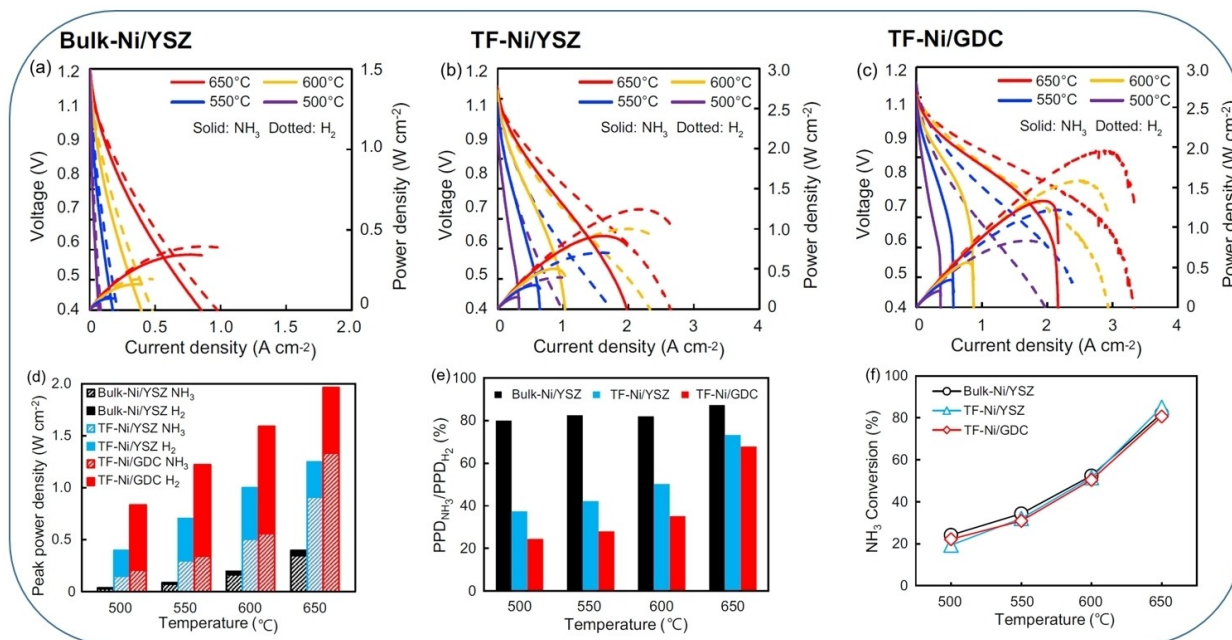 Bulk-Ni/YSZ
TF-Ni/YSZ
TF-Ni/GDC
(a)
1.2
1.1
0.9
0.8
0.7
0.6
0.5
0.4
Voltage (V)
650°C 600°C
550°C 500°C
Solid: NH₃ Dotted: H₂
1.5
1.0
0.5
0
Power density (W cm⁻²)
0 0.5 1.0 1.5 2.0
Current density (A cm⁻²)
(b)
1.2
1.1
0.9
0.8
0.7
0.6
0.5
0.4
Voltage (V)
650°C 600°C
550°C 500°C
Solid: NH₃ Dotted: H₂
3.0
2.5
2.0
1.5
1.0
0.5
0
Power density (W cm⁻²)
0 1 2 3 4
Current density (A cm⁻²)
(c)
1.2
1.1
0.9
0.8
0.7
0.6
0.5
0.4
Voltage (V)
650°C 600°C
550°C 500°C
Solid: NH₃ Dotted: H₂
3.0
2.5
2.0
1.5
1.0
0.5
0
Power density (W cm⁻²)
0 1 2 3 4
Current density (A cm⁻²)
(d)
2.0
1.5
1.0
0.5
0
Peak power density (W cm⁻²)
Bulk-Ni/YSZ NH₃
Bulk-Ni/YSZ H₂
TF-Ni/YSZ NH₃
TF-Ni/YSZ H₂
TF-Ni/GDC NH₃
TF-Ni/GDC H₂
500 550 600 650
Temperature (℃)
(e)
100
80
60
40
20
0
PPD_NH₃/PPD_H₂ (%)
Bulk-Ni/YSZ TF-Ni/YSZ TF-Ni/GDC
500 550 600 650
Temperature (℃)
(f)
100
80
60
40
20
0
NH₃ Conversion (%)
Bulk-Ni/YSZ
TF-Ni/YSZ
TF-Ni/GDC
500 550 600 650
Temperature (℃)